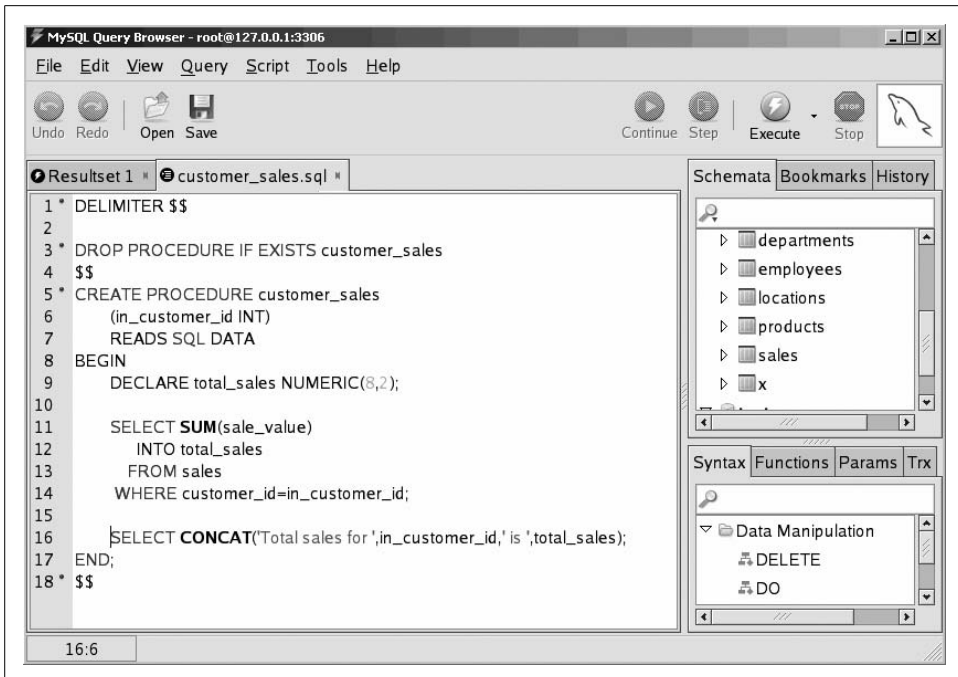 MySQL Query Browser - root@127.0.0.1:3306
File Edit View Query Script Tools Help
Undo Redo Open Save Continue Step Execute STOP Stop
Resultset 1 customer_sales.sql
1 * DELIMITER $$
2
3 * DROP PROCEDURE IF EXISTS customer_sales
4 $$
5 * CREATE PROCEDURE customer_sales
6 (in_customer_id INT)
7 READS SQL DATA
8 BEGIN
9 DECLARE total_sales NUMERIC(8,2);
10
11 SELECT SUM(sale_value)
12 INTO total_sales
13 FROM sales
14 WHERE customer_id=in_customer_id;
15
16 SELECT CONCAT('Total sales for ',in_customer_id,' is ',total_sales);
17 END;
18 * $$
Schemata Bookmarks History
departments
employees
locations
products
sales
x
Syntax Functions Params Trx
Data Manipulation
DELETE
DO
16:6